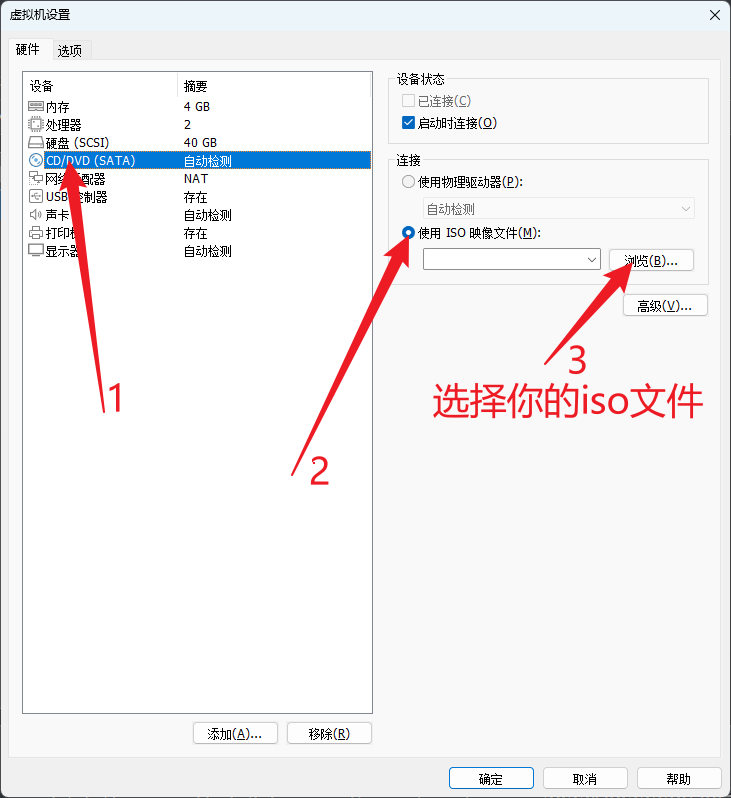 虚拟机设置
硬件 选项
设备 摘要
内存 4 GB
处理器 2
硬盘 (SCSI) 40 GB
CD/DVD (SATA) 自动检测
网络适配器 NAT
USB 控制器 存在
声卡 自动检测
打印机 存在
显示器 自动检测
添加(A)... 移除(R)
设备状态
已连接(C)
启动时连接(O)
连接
使用物理驱动器(P):
自动检测
使用 ISO 映像文件(M):
浏览(B)...
高级(V)...
1
2
3
选择你的iso文件
确定 取消 帮助